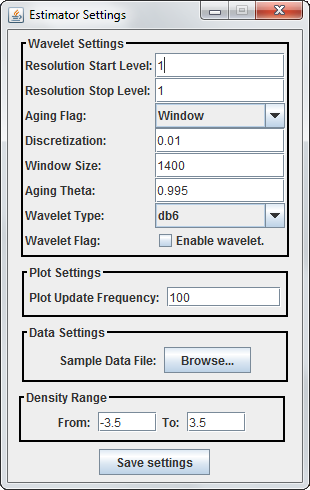 Estimator Settings
Wavelet Settings
Resolution Start Level: 1
Resolution Stop Level: 1
Aging Flag: Window
Discretization: 0.01
Window Size: 1400
Aging Theta: 0.995
Wavelet Type: db6
Wavelet Flag: Enable wavelet.
Plot Settings
Plot Update Frequency: 100
Data Settings
Sample Data File: Browse...
Density Range
From: -3.5 To: 3.5
Save settings